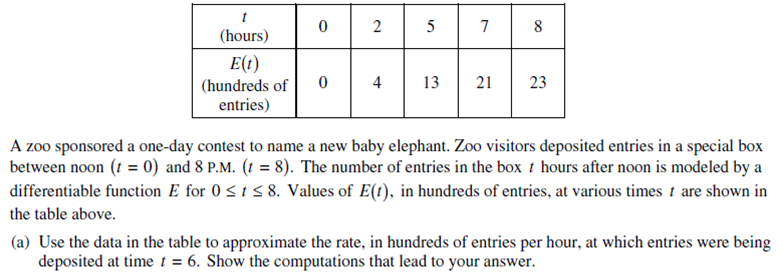 t
(hours)
0 2 5 7 8
E(t)
(hundreds of
entries)
0 4 13 21 23
A zoo sponsored a one-day contest to name a new baby elephant. Zoo visitors deposited entries in a special box
between noon (t = 0) and 8 P.M. (t = 8). The number of entries in the box t hours after noon is modeled by a
differentiable function E for 0 ≤ t ≤ 8. Values of E(t), in hundreds of entries, at various times t are shown in
the table above.
(a) Use the data in the table to approximate the rate, in hundreds of entries per hour, at which entries were being
deposited at time t = 6. Show the computations that lead to your answer.